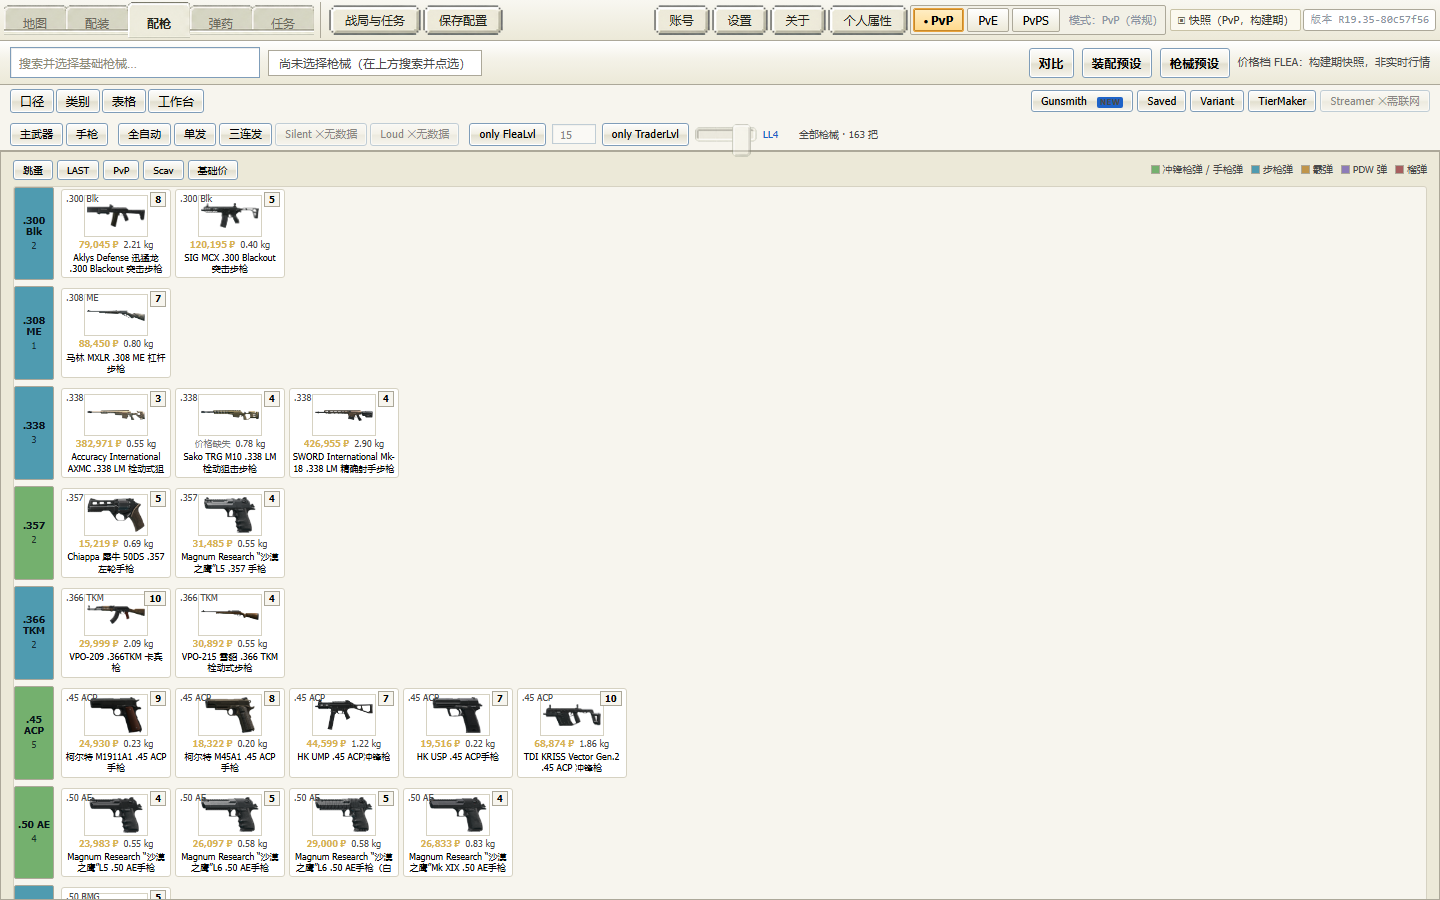 地图 配装 配枪 弹药 任务 战局与任务 保存配置 账号 设置 关于 个人属性 • PvP PvE PvPS 模式: PvP (常规) 快照 (PvP, 构建期) 版本 R19.35-80c57f56
搜索并选择基础枪械... 尚未选择枪械（在上方搜索并点选） 对比 装配预设 枪械预设 价格档 FLEA: 构建期快照, 非实时行情
口径 类别 表格 工作台 Gunsmith NEW Saved Variant TierMaker Streamer ×需联网
主武器 手枪 全自动 单发 三连发 Silent ×无数据 Loud ×无数据 only FleaLvl 15 only TraderLvl LL4 全部枪械 · 163 把
跳蚤 LAST PvP Scav 基础价 冲锋枪弹 / 手枪弹 步枪弹 霰弹 PDW 弹 榴弹
.300 Blk 2
.300 Blk 8
79,045 ₽ 2.21 kg
Aklys Defense 迅猛龙
.300 Blackout 突击步枪
.300 Blk 5
120,195 ₽ 0.40 kg
SIG MCX .300 Blackout
突击步枪
.308 ME 1
.308 ME 7
88,450 ₽ 0.80 kg
马林 MXLR .308 ME 杠杆
步枪
.338 3
.338 3
382,971 ₽ 0.55 kg
Accuracy International
AXMC .338 LM 栓动式狙
.338 4
价格缺失 0.78 kg
Sako TRG M10 .338 LM
栓动狙击步枪
.338 4
426,955 ₽ 2.90 kg
SWORD International Mk-
18 .338 LM 精确射手步枪
.357 2
.357 5
15,219 ₽ 0.69 kg
Chiappa 犀牛 50DS .357
左轮手枪
.357 4
31,485 ₽ 0.55 kg
Magnum Research “沙漠
之鹰”L5 .357 手枪
.366 TKM 2
.366 TKM 10
29,999 ₽ 2.09 kg
VPO-209 .366TKM 卡宾
枪
.366 TKM 4
30,892 ₽ 0.55 kg
VPO-215 雪貂 .366 TKM
栓动式步枪
.45 ACP 5
.45 ACP 9
24,930 ₽ 0.23 kg
柯尔特 M1911A1 .45 ACP
手枪
.45 ACP 8
18,322 ₽ 0.20 kg
柯尔特 M45A1 .45 ACP
手枪
.45 ACP 7
44,599 ₽ 1.22 kg
HK UMP .45 ACP冲锋枪
.45 ACP 7
19,516 ₽ 0.22 kg
HK USP .45 ACP手枪
.45 ACP 10
68,874 ₽ 1.86 kg
TDI KRISS Vector Gen.2
.45 ACP 冲锋枪
.50 AE 4
.50 AE 4
23,983 ₽ 0.55 kg
Magnum Research “沙漠
之鹰”L5 .50 AE手枪
.50 AE 5
26,097 ₽ 0.58 kg
Magnum Research “沙漠
之鹰”L6 .50 AE手枪
.50 AE 5
29,000 ₽ 0.58 kg
Magnum Research “沙漠
之鹰”L6 .50 AE手枪（白
.50 AE 4
26,833 ₽ 0.83 kg
Magnum Research “沙漠
之鹰”Mk XIX .50 AE手枪
.50 BMG 5